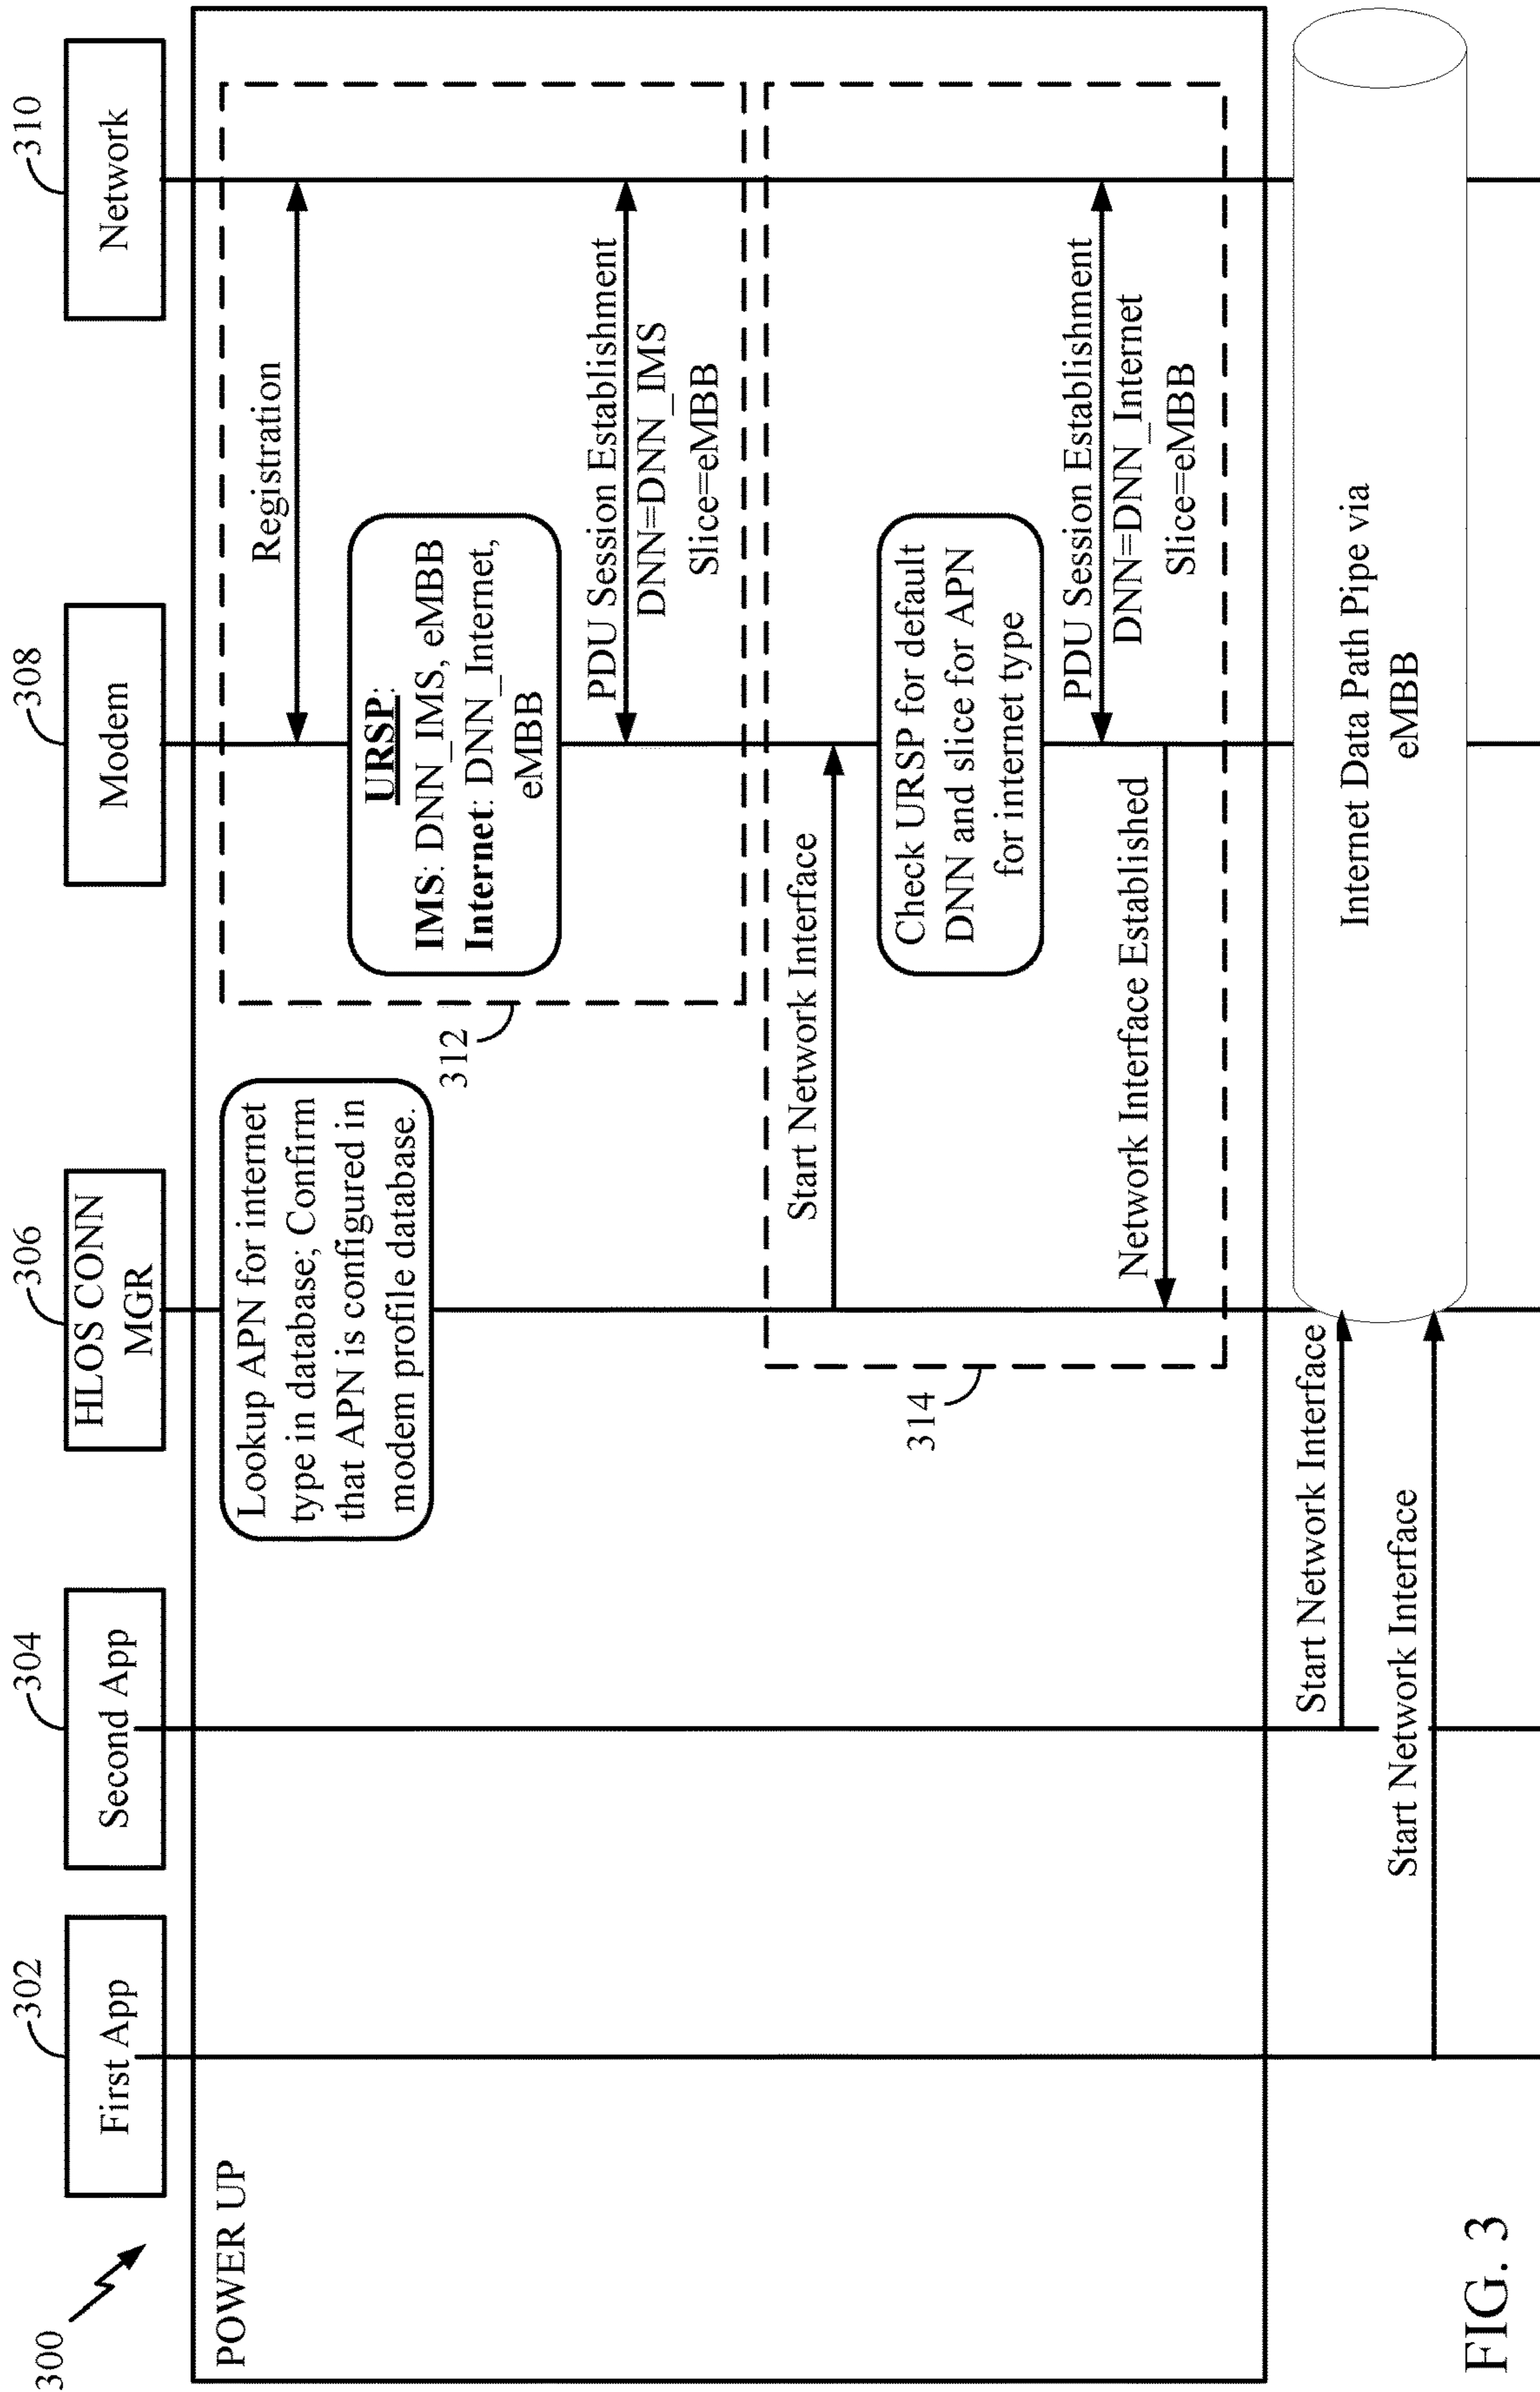 300
302
304
306
308
310
First App
Second App
HLOS CONN
MGR
Modem
Network
POWER UP
Lookup APN for internet
type in database; Confirm
that APN is configured in
modem profile database.
Registration
URSP:
IMS: DNN_IMS, eMBB
Internet: DNN_Internet,
eMBB
312
PDU Session Establishment
DNN=DNN_IMS
Slice=eMBB
Start Network Interface
Check URSP for default
DNN and slice for APN
for internet type
314
PDU Session Establishment
DNN=DNN_Internet
Slice=eMBB
Network Interface Established
Start Network Interface
Internet Data Path Pipe via
eMBB
Start Network Interface
FIG. 3